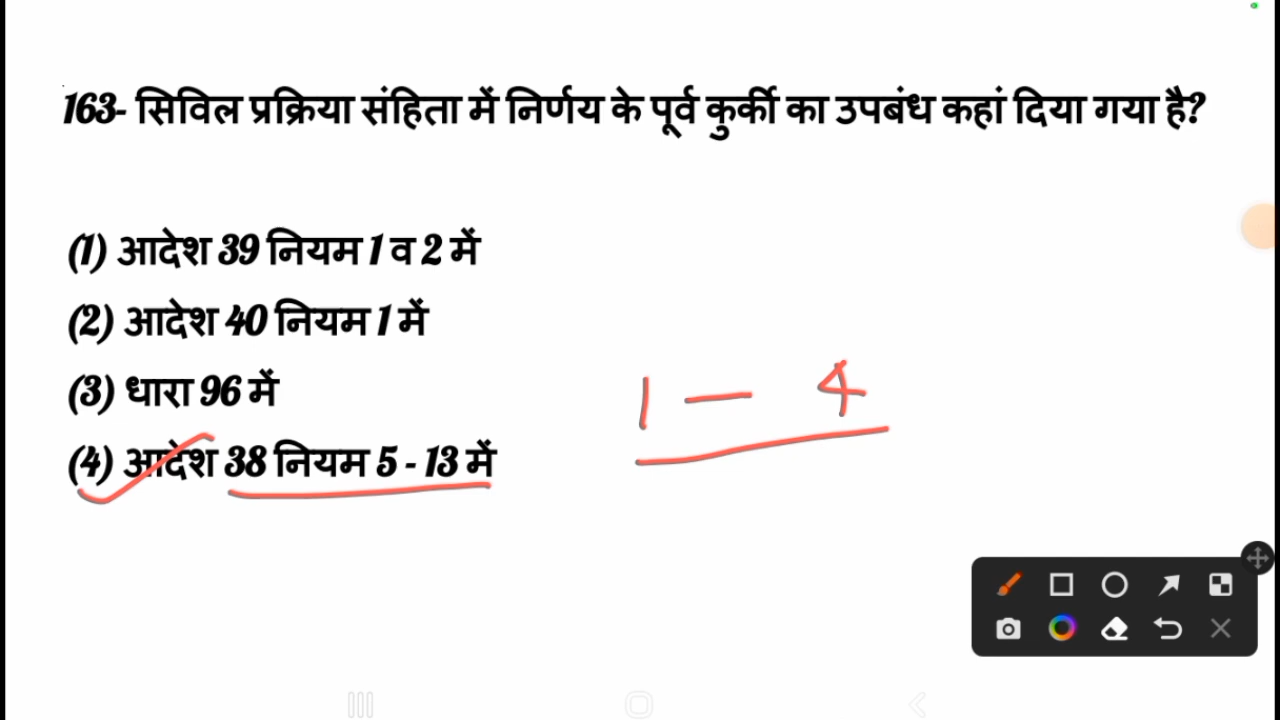 163- सिविल प्रक्रिया संहिता में निर्णय के पूर्व कुर्की का उपबंध कहां दिया गया है?
(1) आदेश 39 नियम 1 व 2 में
(2) आदेश 40 नियम 1 में
(3) धारा 96 में
1 — 4
(4) आदेश 38 नियम 5 - 13 में